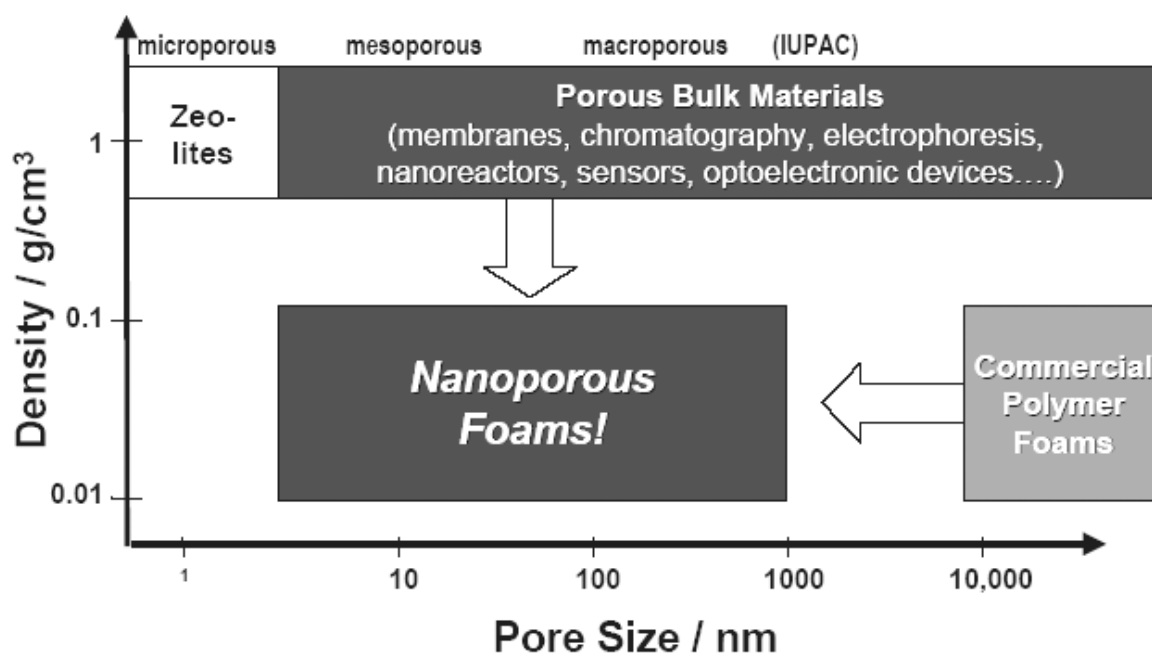 microporous mesoporous macroporous (IUPAC)
Zeo-
lites
Porous Bulk Materials
(membranes, chromatography, electrophoresis,
nanoreactors, sensors, optoelectronic devices....)
Density / g/cm³
1
0.1
0.01
Nanoporous
Foams!
Commercial
Polymer
Foams
1 10 100 1000 10,000
Pore Size / nm